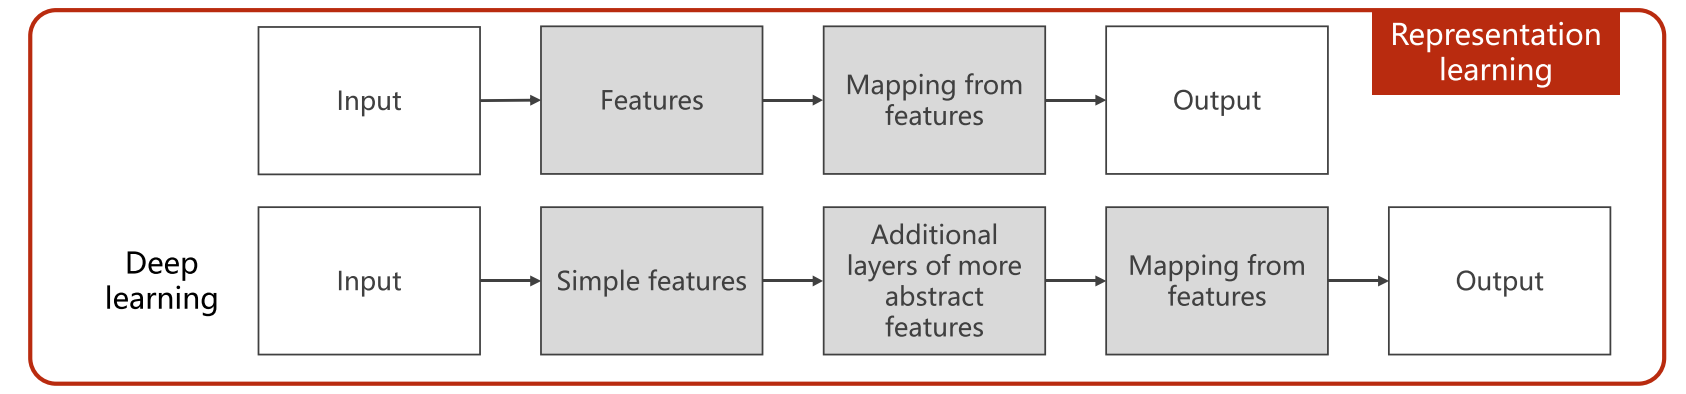 Representation
learning
Input
Features
Mapping from
features
Output
Deep
learning
Input
Simple features
Additional
layers of more
abstract
features
Mapping from
features
Output